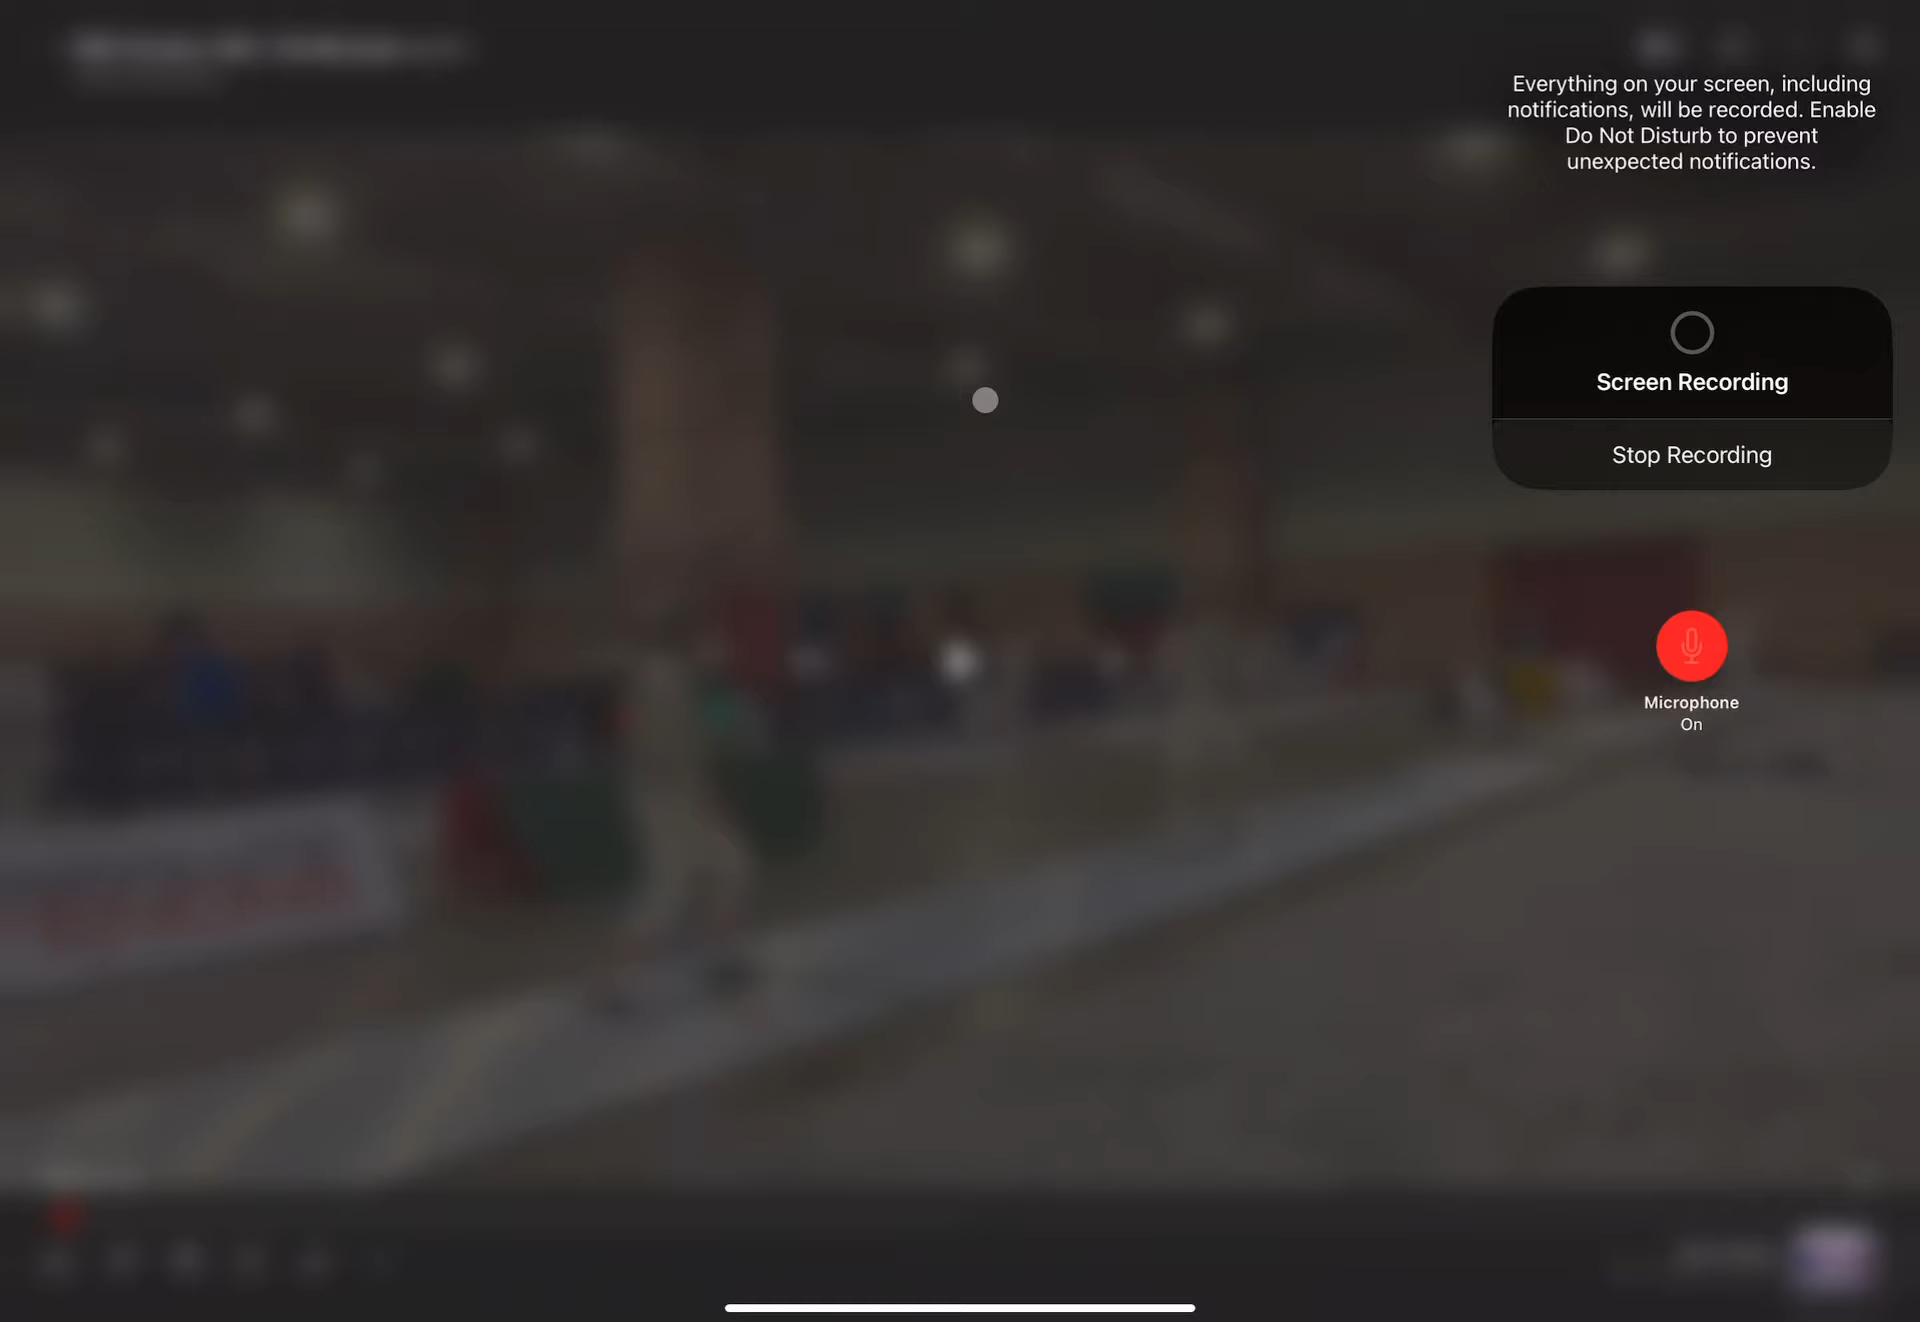 Everything on your screen, including
notifications, will be recorded. Enable
Do Not Disturb to prevent
unexpected notifications.
Screen Recording
Stop Recording
Microphone
On